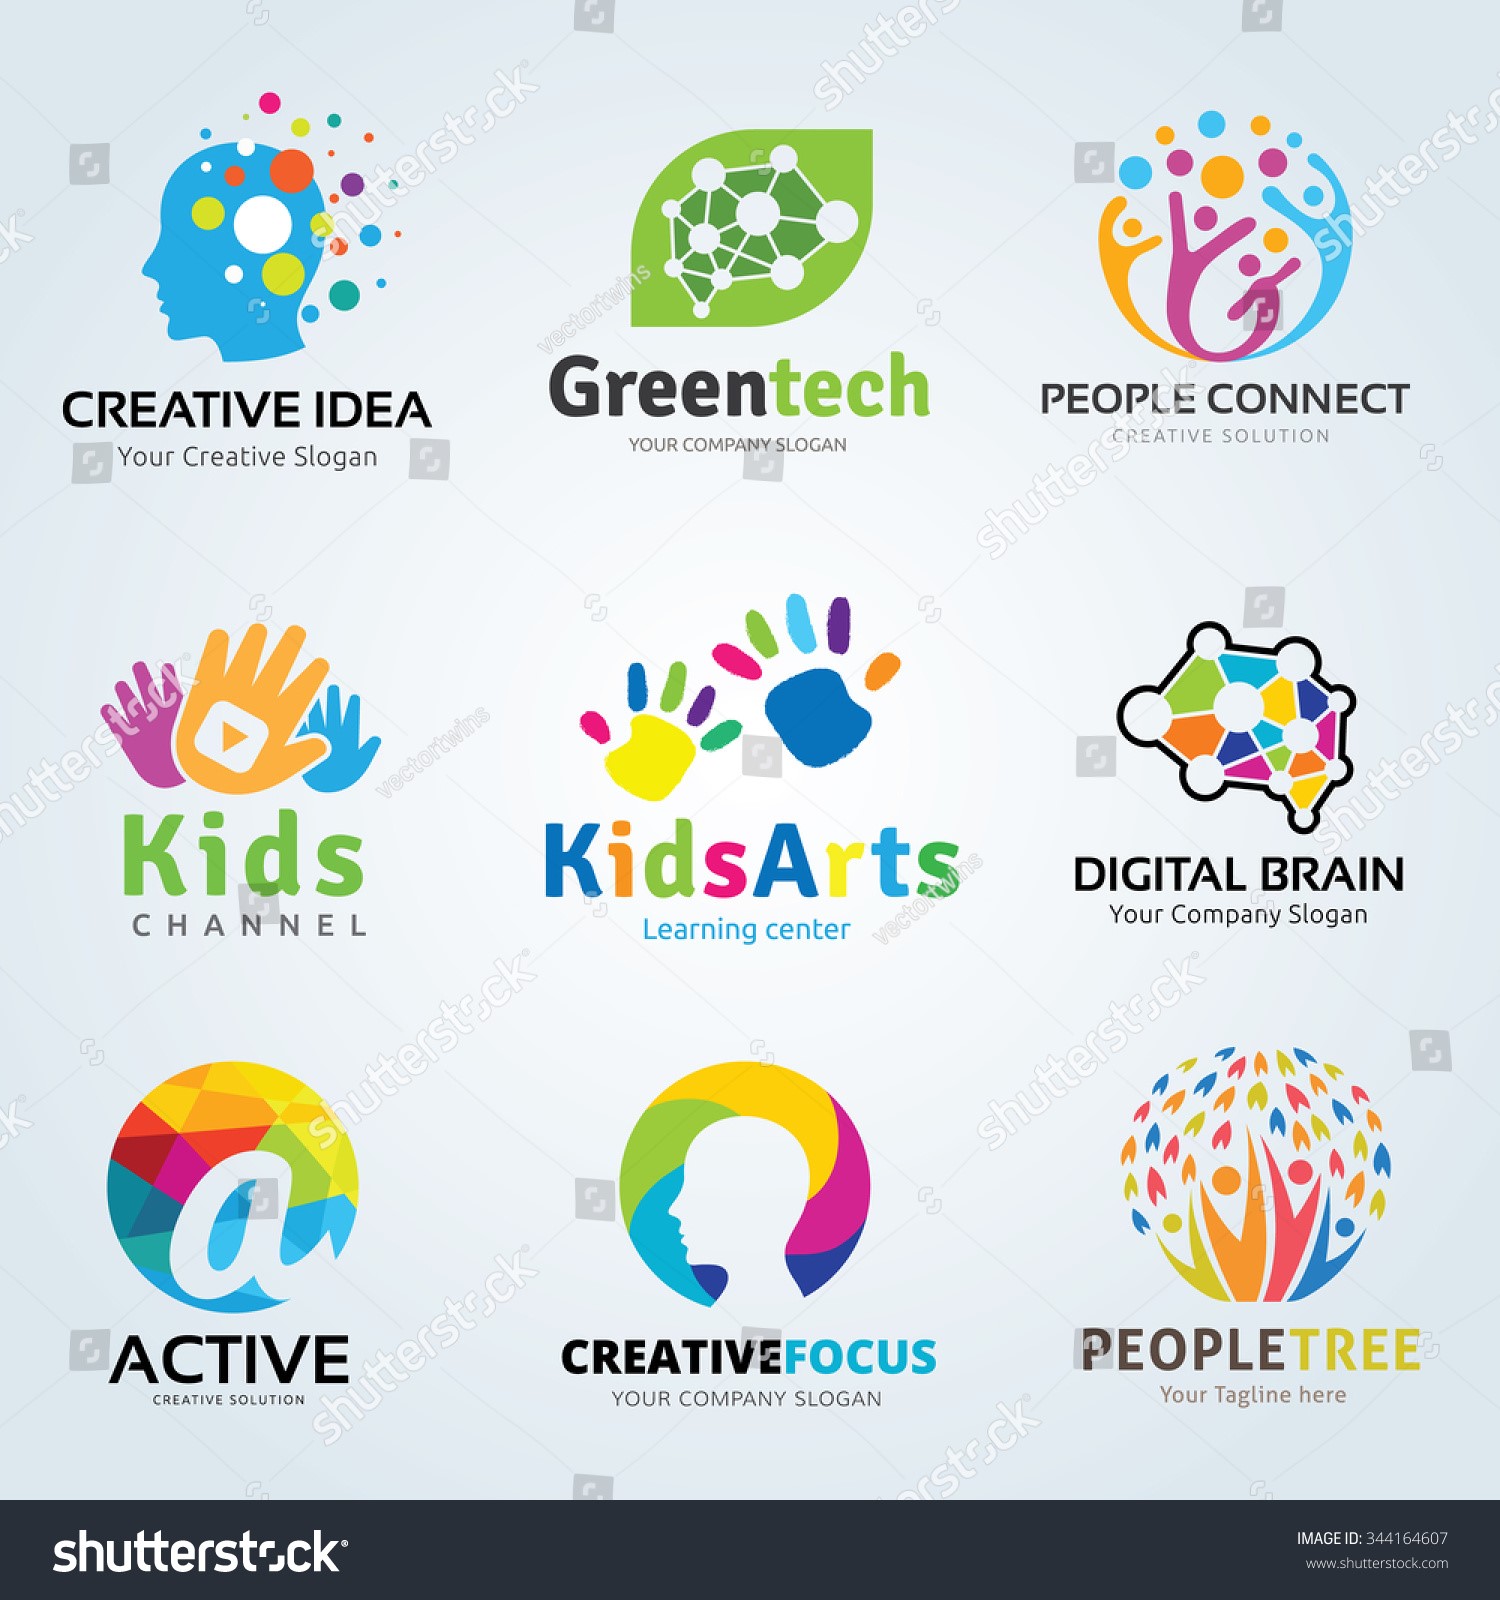 CREATIVE IDEA
Your Creative Slogan
Greentech
YOUR COMPANY SLOGAN
PEOPLE CONNECT
CREATIVE SOLUTION
Kids
CHANNEL
KidsArts
Learning center
DIGITAL BRAIN
Your Company Slogan
@
ACTIVE
CREATIVE SOLUTION
CREATIVEFOCUS
YOUR COMPANY SLOGAN
PEOPLETREE
Your Tagline here
shutterstock
vectortwins
shutterstock
IMAGE ID: 344164607
www.shutterstock.com